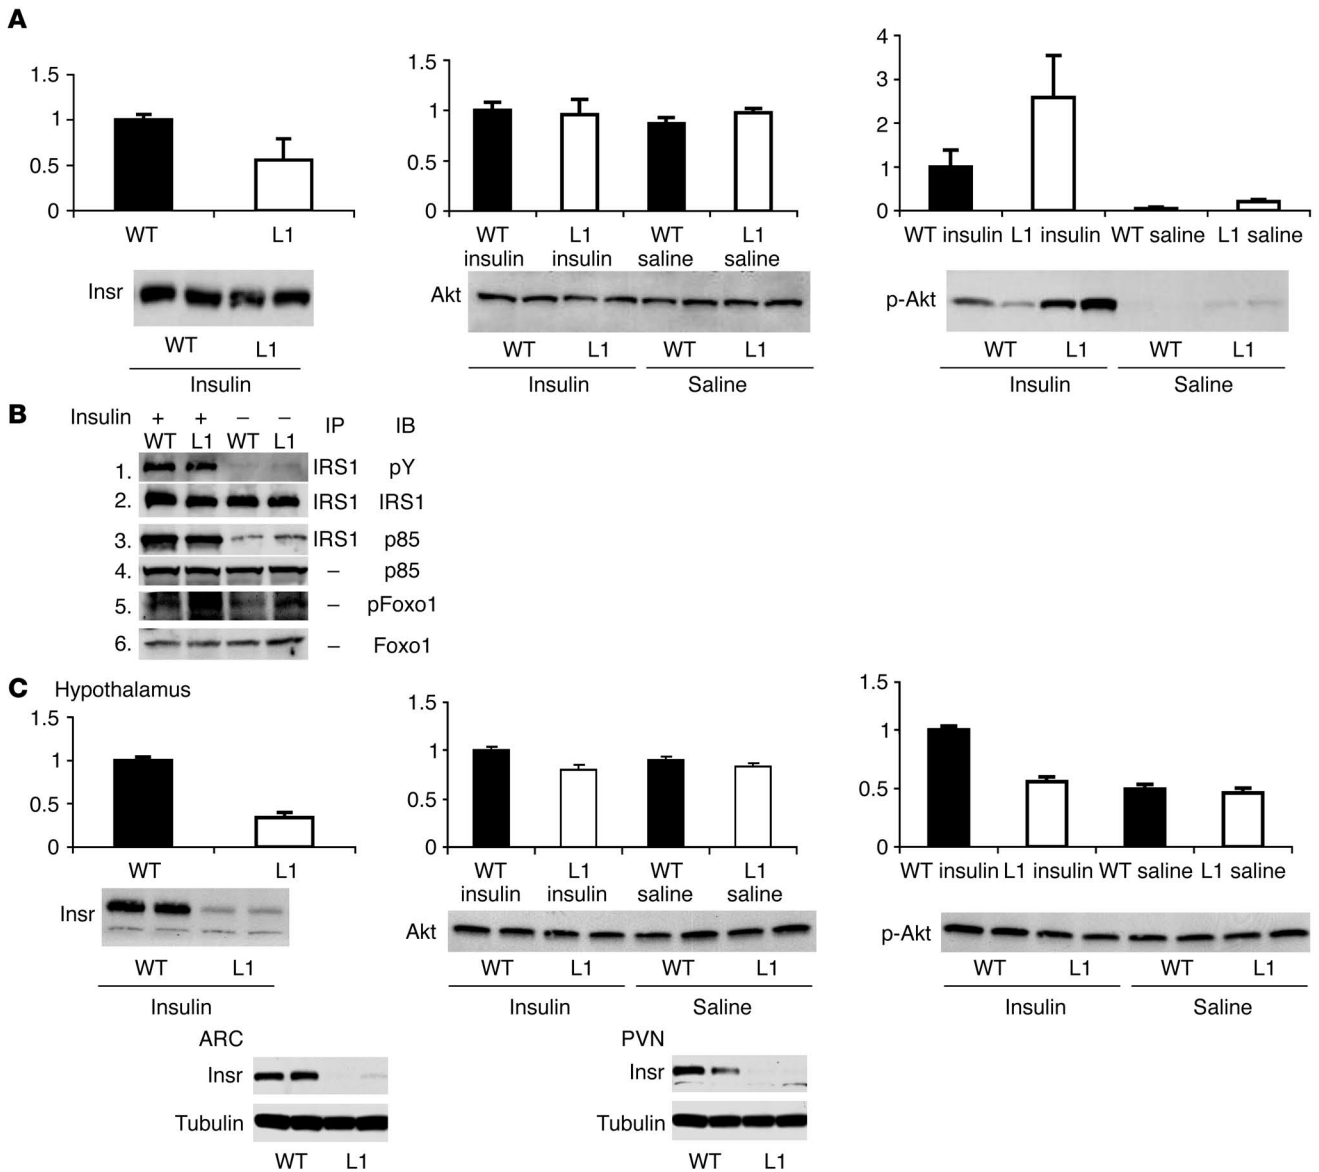 A
1.5
1
0.5
0
WT L1
Insr
WT L1
Insulin
1.5
1
0.5
0
WT L1 WT L1
insulin insulin saline saline
Akt
WT L1 WT L1
Insulin Saline
4
3
2
1
0
WT insulin L1 insulin WT saline L1 saline
p-Akt
WT L1 WT L1
Insulin Saline
B
Insulin + + – – IP IB
WT L1 WT L1
1. IRS1 pY
2. IRS1 IRS1
3. IRS1 p85
4. – p85
5. – pFoxo1
6. – Foxo1
C Hypothalamus
1.5
1
0.5
0
WT L1
Insr
WT L1
Insulin
1.5
1
0.5
0
WT L1 WT L1
insulin insulin saline saline
Akt
WT L1 WT L1
Insulin Saline
1.5
1
0.5
0
WT insulin L1 insulin WT saline L1 saline
p-Akt
WT L1 WT L1
Insulin Saline
ARC
Insr
Tubulin
WT L1
PVN
Insr
Tubulin
WT L1